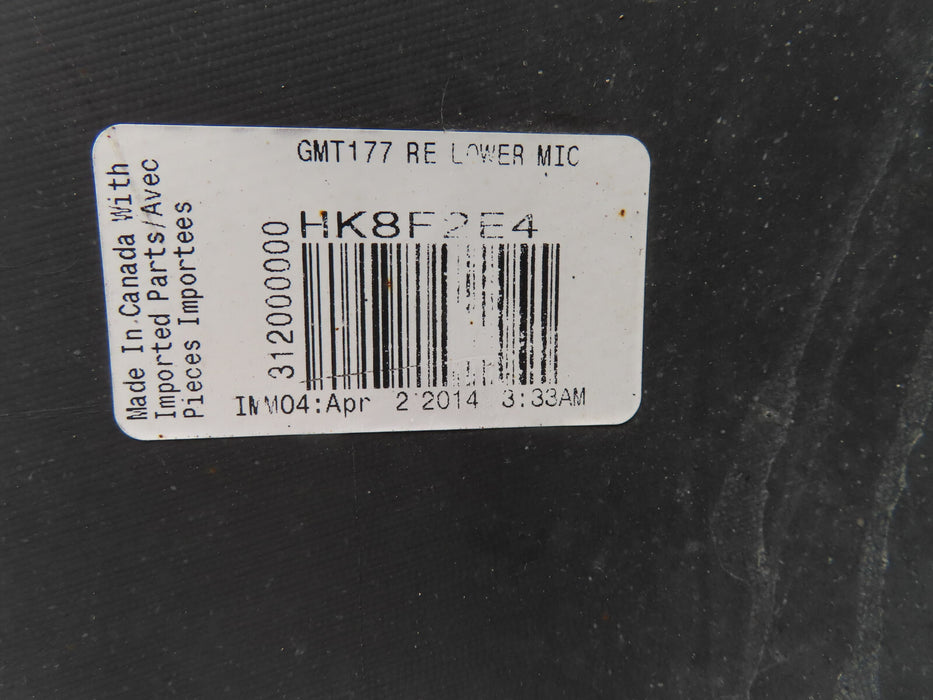 GMT177 RE LOWER MIC
HK8F2E4
312000000
IMM04:Apr 2 2014 3:33AM
Made In Canada With
Imported Parts/Avec
Pieces Importees